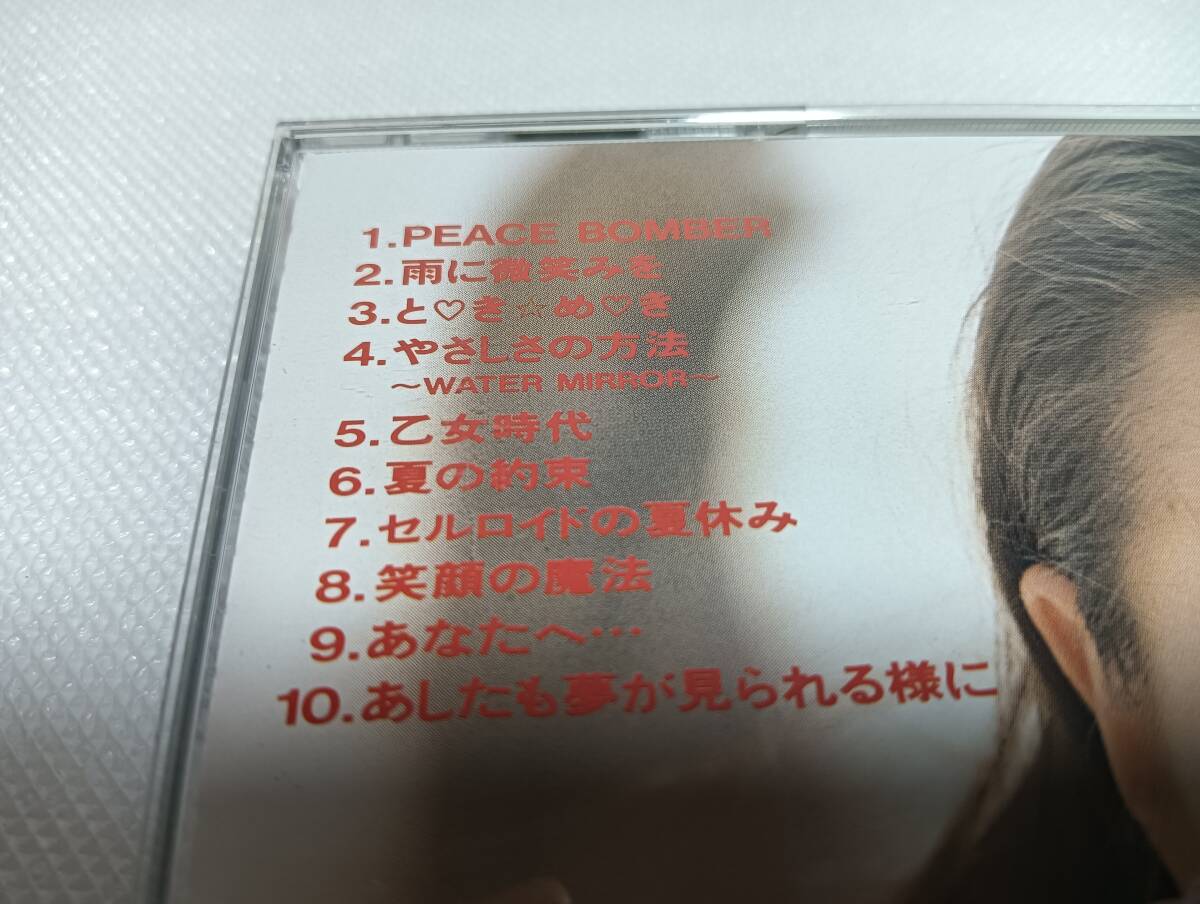 1.PEACE BOMBER
2.雨に微笑みを
3.と♡き☆め♡き
4.やさしさの方法
〜WATER MIRROR〜
5.乙女時代
6.夏の約束
7.セルロイドの夏休み
8.笑顔の魔法
9.あなたへ…
10.あしたも夢が見られる様に